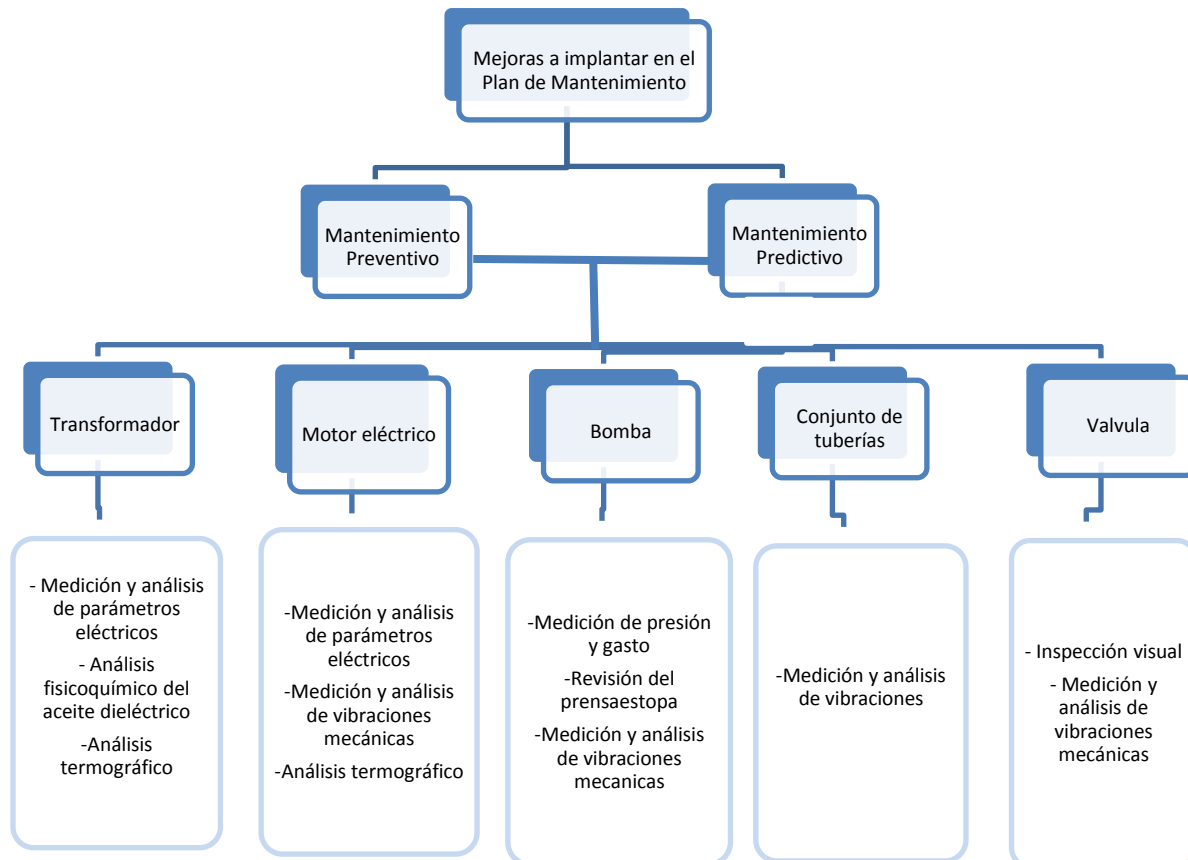 Mejoras a implantar en el
Plan de Mantenimiento
Mantenimiento
Preventivo
Mantenimiento
Predictivo
Transformador
Motor eléctrico
Bomba
Conjunto de
tuberías
Valvula
- Medición y análisis
de parámetros
eléctricos
- Análisis
fisicoquímico del
aceite dieléctrico
-Análisis
termográfico
-Medición y análisis
de parámetros
eléctricos
-Medición y análisis
de vibraciones
mecánicas
-Análisis termográfico
-Medición de presión
y gasto
-Revisión del
prensaestopa
-Medición y análisis
de vibraciones
mecanicas
-Medición y análisis
de vibraciones
- Inspección visual
- Medición y
análisis de
vibraciones
mecánicas